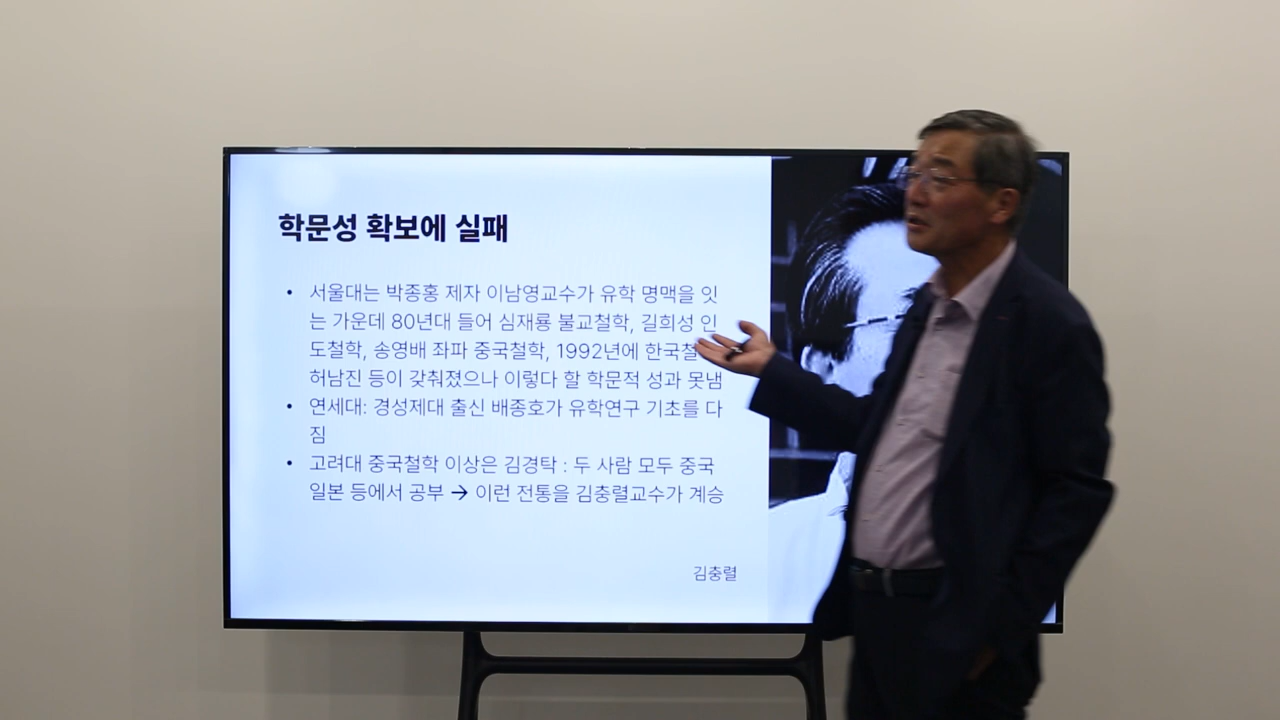 학문성 확보에 실패
• 서울대는 박종홍 제자 이남영교수가 유학 명맥을 잇
는 가운데 80년대 들어 심재룡 불교철학, 길희성 인
도철학, 송영배 좌파 중국철학, 1992년에 한국철
허남진 등이 갖춰졌으나 이렇다 할 학문적 성과 못냄
• 연세대: 경성제대 출신 배종호가 유학연구 기초를 다
짐
• 고려대 중국철학 이상은 김경탁 : 두 사람 모두 중국
일본 등에서 공부 → 이런 전통을 김충렬교수가 계승
김충렬